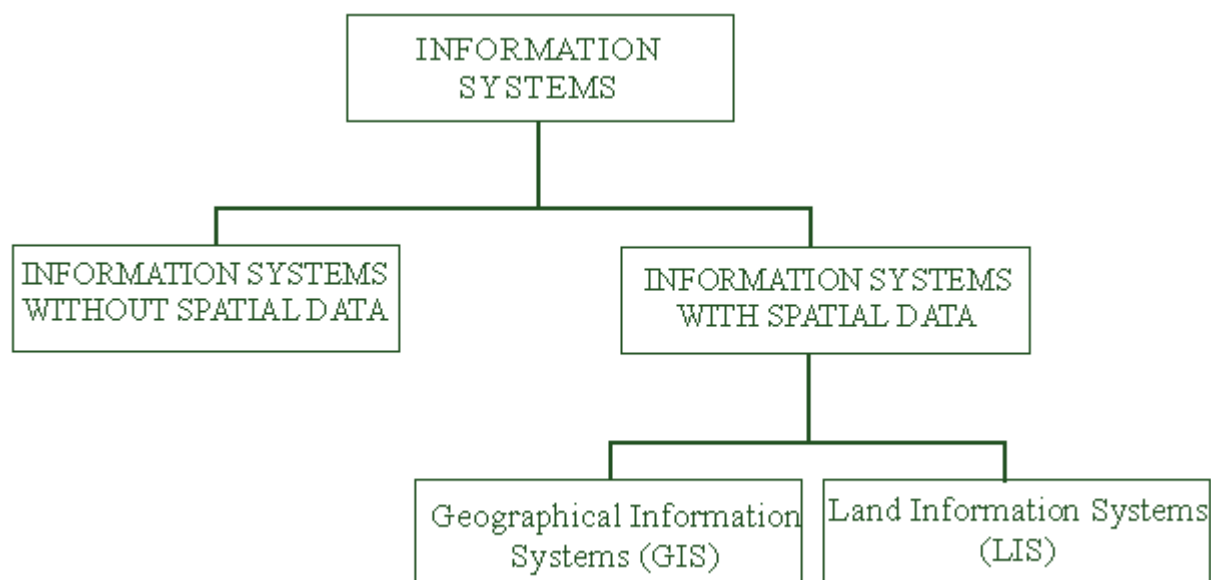 INFORMATION
SYSTEMS
INFORMATION SYSTEMS
WITHOUT SPATIAL DATA
INFORMATION SYSTEMS
WITH SPATIAL DATA
Geographical Information
Systems (GIS)
Land Information Systems
(LIS)